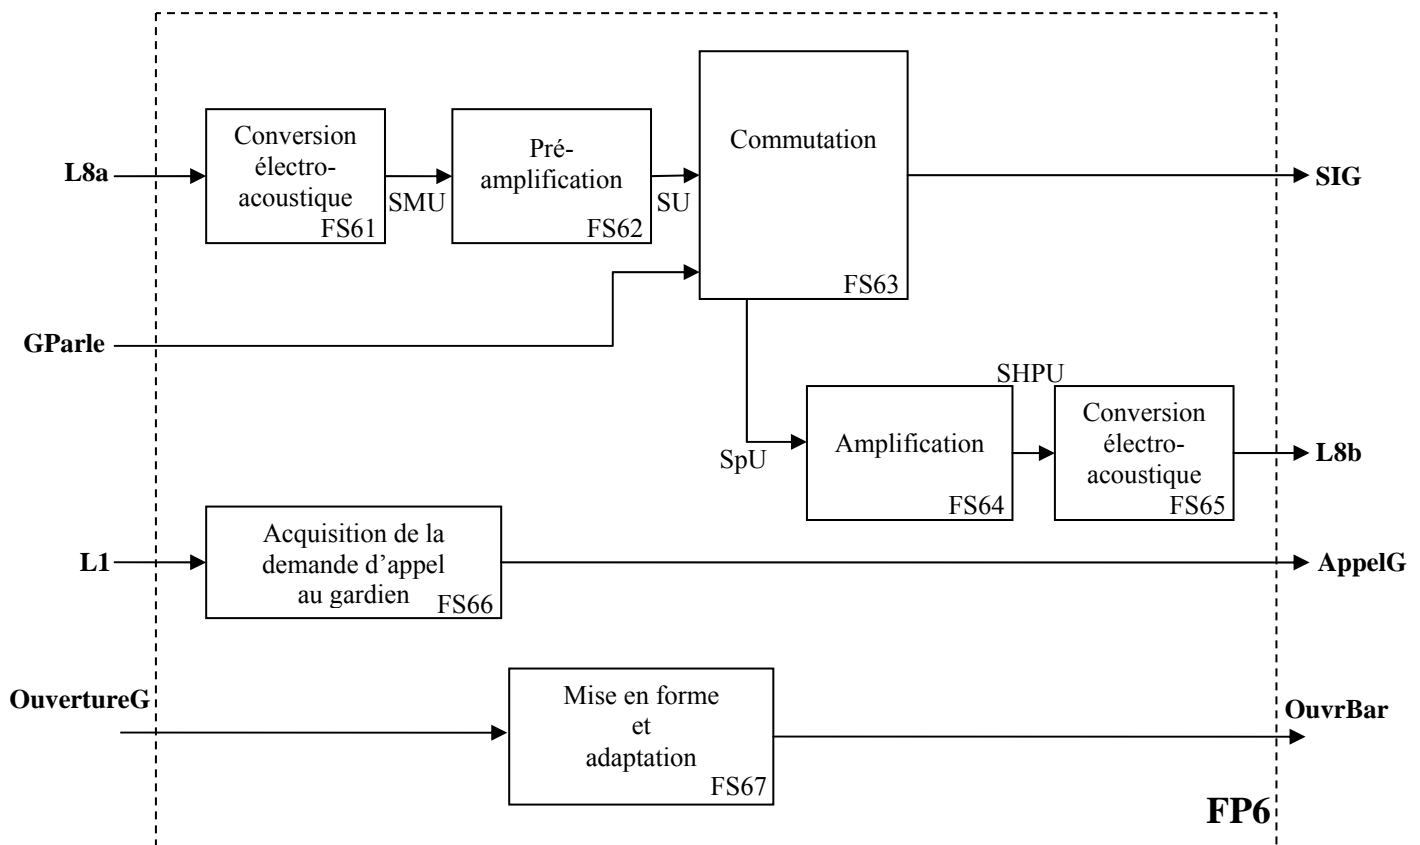 Conversion
électro-
acoustique
FS61
Pré-
amplification
FS62
Commutation
FS63
L8a
SMU
SU
SIG
GParle
SHPU
SpU
Amplification
FS64
Conversion
électro-
acoustique
FS65
L8b
L1
Acquisition de la
demande d’appel
au gardien
FS66
AppelG
OuvertureG
Mise en forme
et
adaptation
FS67
OuvrBar
FP6